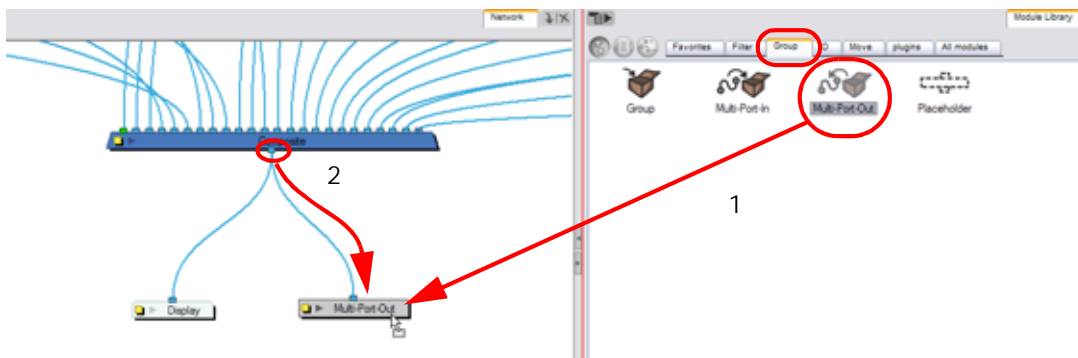 Network
Module Library
Favorites Filter Group Move plugins All modules
Group Multi-Port-In Multi-Port-Out Placeholder
Composite
2
1
Display Multi-Port-Out